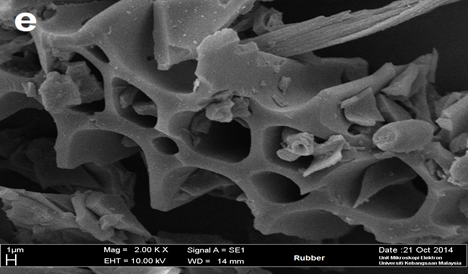 e
1µm Mag = 2.00 K X Signal A = SE1 Date :21 Oct 2014
EHT = 10.00 kV WD = 14 mm Rubber Unit Mikroskopi Elektron
Universiti Kebangsaan Malaysia